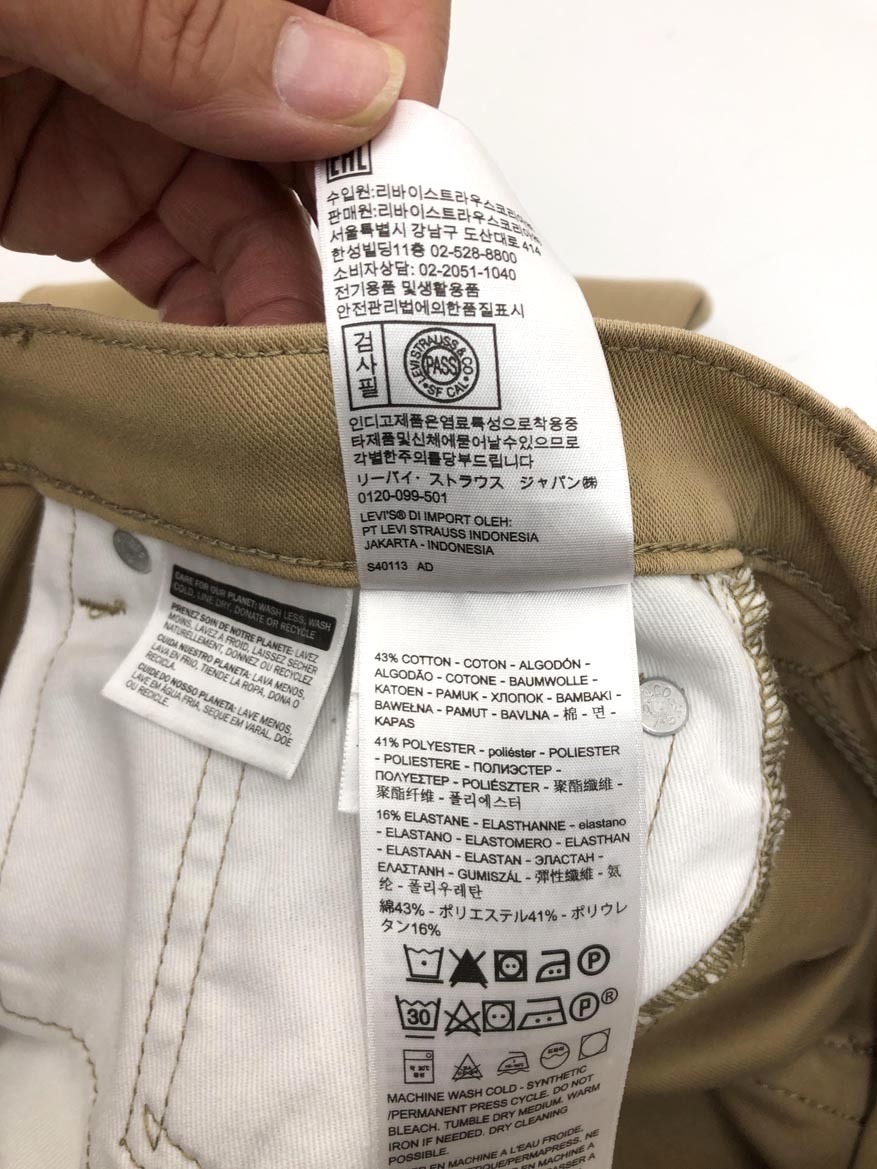 EAC
수입원:리바이스트라우스코리아
판매원:리바이스트라우스코리아
서울특별시 강남구 도산대로 414
한성빌딩11층 02-528-8800
소비자상담: 02-2051-1040
전기용품 및생활용품
안전관리법에의한품질표시
검사필
LEVI STRAUSS & CO
PASS
SF CAL
인디고제품은염료특성으로착용중
타제품및신체에묻어날수있으므로
각별한주의를당부드립니다
リーバイ・ストラウス ジャパン㈱
0120-099-501
LEVI'S® DI IMPORT OLEH:
PT LEVI STRAUSS INDONESIA
JAKARTA - INDONESIA
S40113 AD
CARE FOR OUR PLANET: WASH LESS, WASH
COLD, LINE DRY, DONATE OR RECYCLE
PRENEZ SOIN DE NOTRE PLANETE: LAVEZ
MOINS, LAVEZ À FROID, LAISSEZ SÉCHER
NATURELLEMENT, DONNEZ OU RECYCLEZ
CUIDA NUESTRO PLANETA: LAVA MENOS,
LAVA EN FRIO, TIENDE LA ROPA, DONA O
RECICLA.
CUIDE DO NOSSO PLANETA: LAVE MENOS,
LAVE EM ÁGUA FRIA, SEQUE EM VARAL, DOE
OU RECICLE.
43% COTTON - COTON - ALGODÓN -
ALGODÃO - COTONE - BAUMWOLLE -
KATOEN - PAMUK - ХЛОПОК - ΒΑΜΒΑΚΙ -
BAWEŁNA - PAMUT - BAVLNA - 棉 - 면 -
KAPAS
41% POLYESTER - poliéster - POLIESTER
- POLIESTERE - ПОЛИЭСТЕР -
ΠΟΛΥΕΣΤΕΡ - POLIÉSZTER - 聚酯纖維 -
聚酯纤维 - 폴리에스터
16% ELASTANE - ELASTHANNE - elastano
- ELASTANO - ELASTOMERO - ELASTHAN
- ELASTAAN - ELASTAN - ЭЛАСТАН -
ΕΛΑΣΤΑΝΗ - GUMISZÁL - 彈性纖維 - 氨
纶 - 폴리우레탄
綿43% - ポリエステル41% - ポリウレ
タン16%
P
30 P ®
MACHINE WASH COLD - SYNTHETIC
/PERMANENT PRESS CYCLE. DO NOT
BLEACH. TUMBLE DRY MEDIUM. WARM
IRON IF NEEDED. DRY CLEANING
POSSIBLE.
EN MACHINE A L'EAU FROIDE,